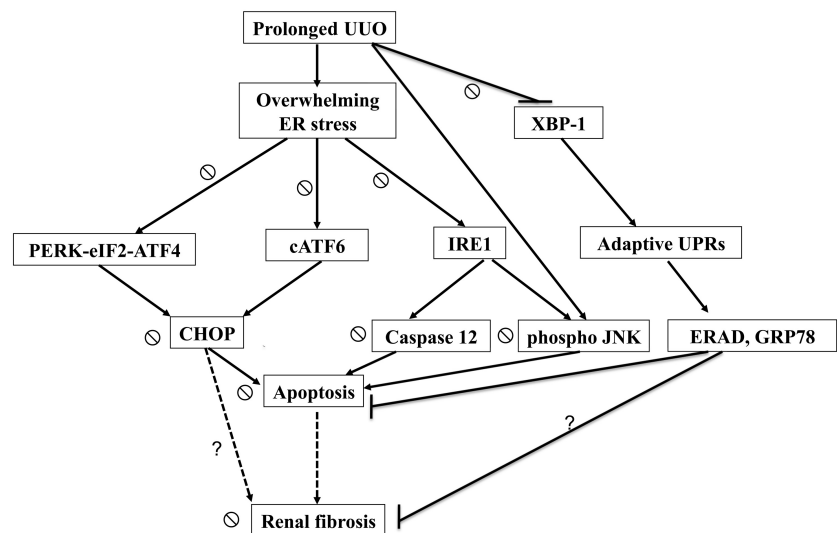 Prolonged UUO
Overwhelming
ER stress
XBP-1
PERK-eIF2-ATF4
cATF6
IRE1
Adaptive UPRs
CHOP
Caspase 12
phospho JNK
ERAD, GRP78
Apoptosis
?
?
Renal fibrosis